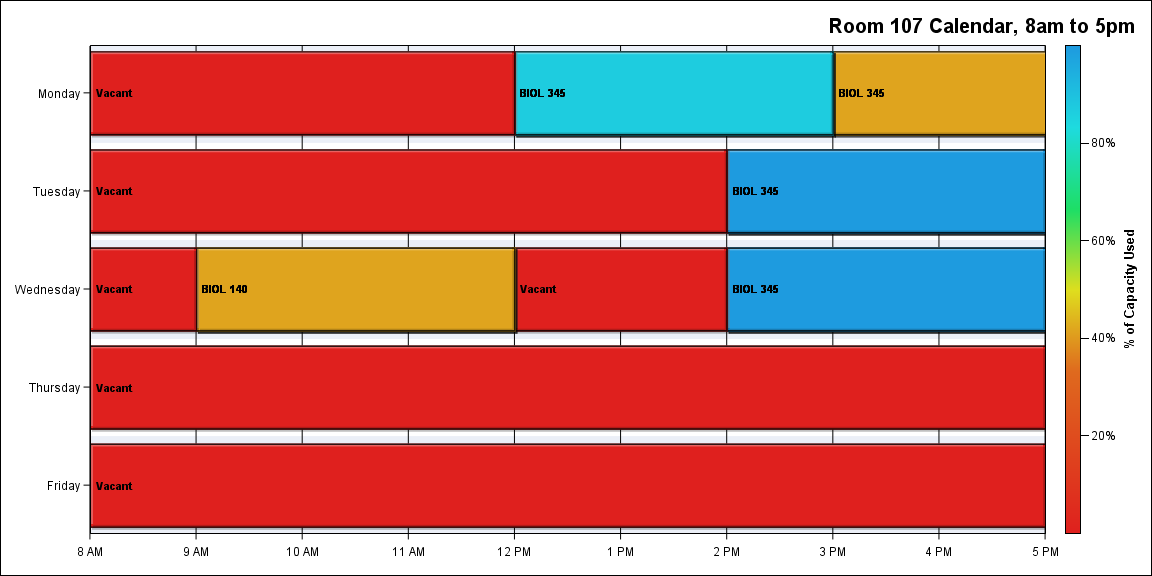 Room 107 Calendar, 8am to 5pm
Monday
Vacant
BIOL 345
BIOL 345
Tuesday
Vacant
BIOL 345
Wednesday
Vacant
BIOL 140
Vacant
BIOL 345
Thursday
Vacant
Friday
Vacant
8 AM
9 AM
10 AM
11 AM
12 PM
1 PM
2 PM
3 PM
4 PM
5 PM
80%
60%
40%
20%
% of Capacity Used